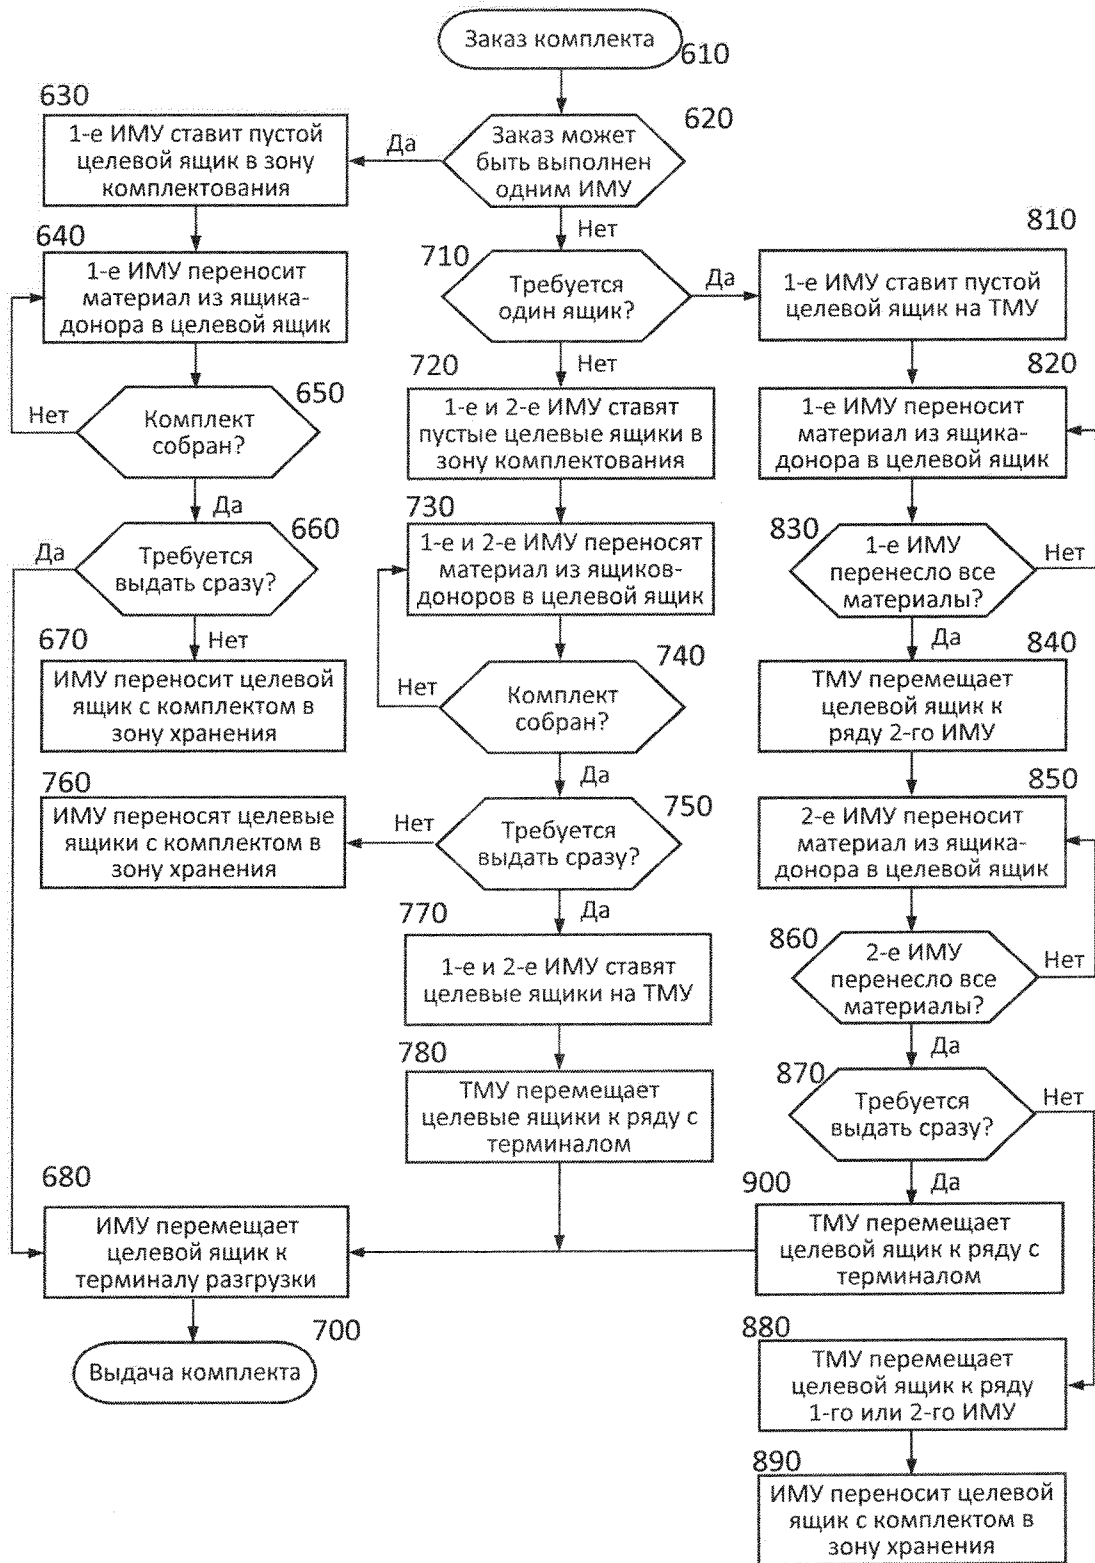 Заказ комплекта
610
630
1-е ИМУ ставит пустой
целевой ящик в зону
комплектования
Да
Заказ может
быть выполнен
одним ИМУ
620
Нет
640
1-е ИМУ переносит
материал из ящика-
донора в целевой ящик
710
Требуется
один ящик?
Да
810
1-е ИМУ ставит пустой
целевой ящик на ТМУ
Нет
650
Комплект
собран?
Нет
720
1-е и 2-е ИМУ ставят
пустые целевые ящики в
зону комплектования
820
1-е ИМУ переносит
материал из ящика-
донора в целевой ящик
Да
660
Да
Требуется
выдать сразу?
730
1-е и 2-е ИМУ переносят
материал из ящиков-
доноров в целевой ящик
830
1-е ИМУ
перенесло все
материалы?
Нет
Нет
670
ИМУ переносит целевой
ящик с комплектом в
зону хранения
740
Нет
Комплект
собран?
Да
840
ТМУ перемещает
целевой ящик к
ряду 2-го ИМУ
Да
760
ИМУ переносят целевые
ящики с комплектом в
зону хранения
Нет
750
Требуется
выдать сразу?
850
2-е ИМУ переносит
материал из ящика-
донора в целевой ящик
Да
770
1-е и 2-е ИМУ ставят
целевые ящики на ТМУ
860
2-е ИМУ
перенесло все
материалы?
Нет
Да
780
ТМУ перемещает
целевые ящики к ряду с
терминалом
870
Требуется
выдать сразу?
Нет
Да
680
ИМУ перемещает
целевой ящик к
терминалу разгрузки
900
ТМУ перемещает
целевой ящик к ряду с
терминалом
700
Выдача комплекта
880
ТМУ перемещает
целевой ящик к ряду
1-го или 2-го ИМУ
890
ИМУ переносит целевой
ящик с комплектом в
зону хранения